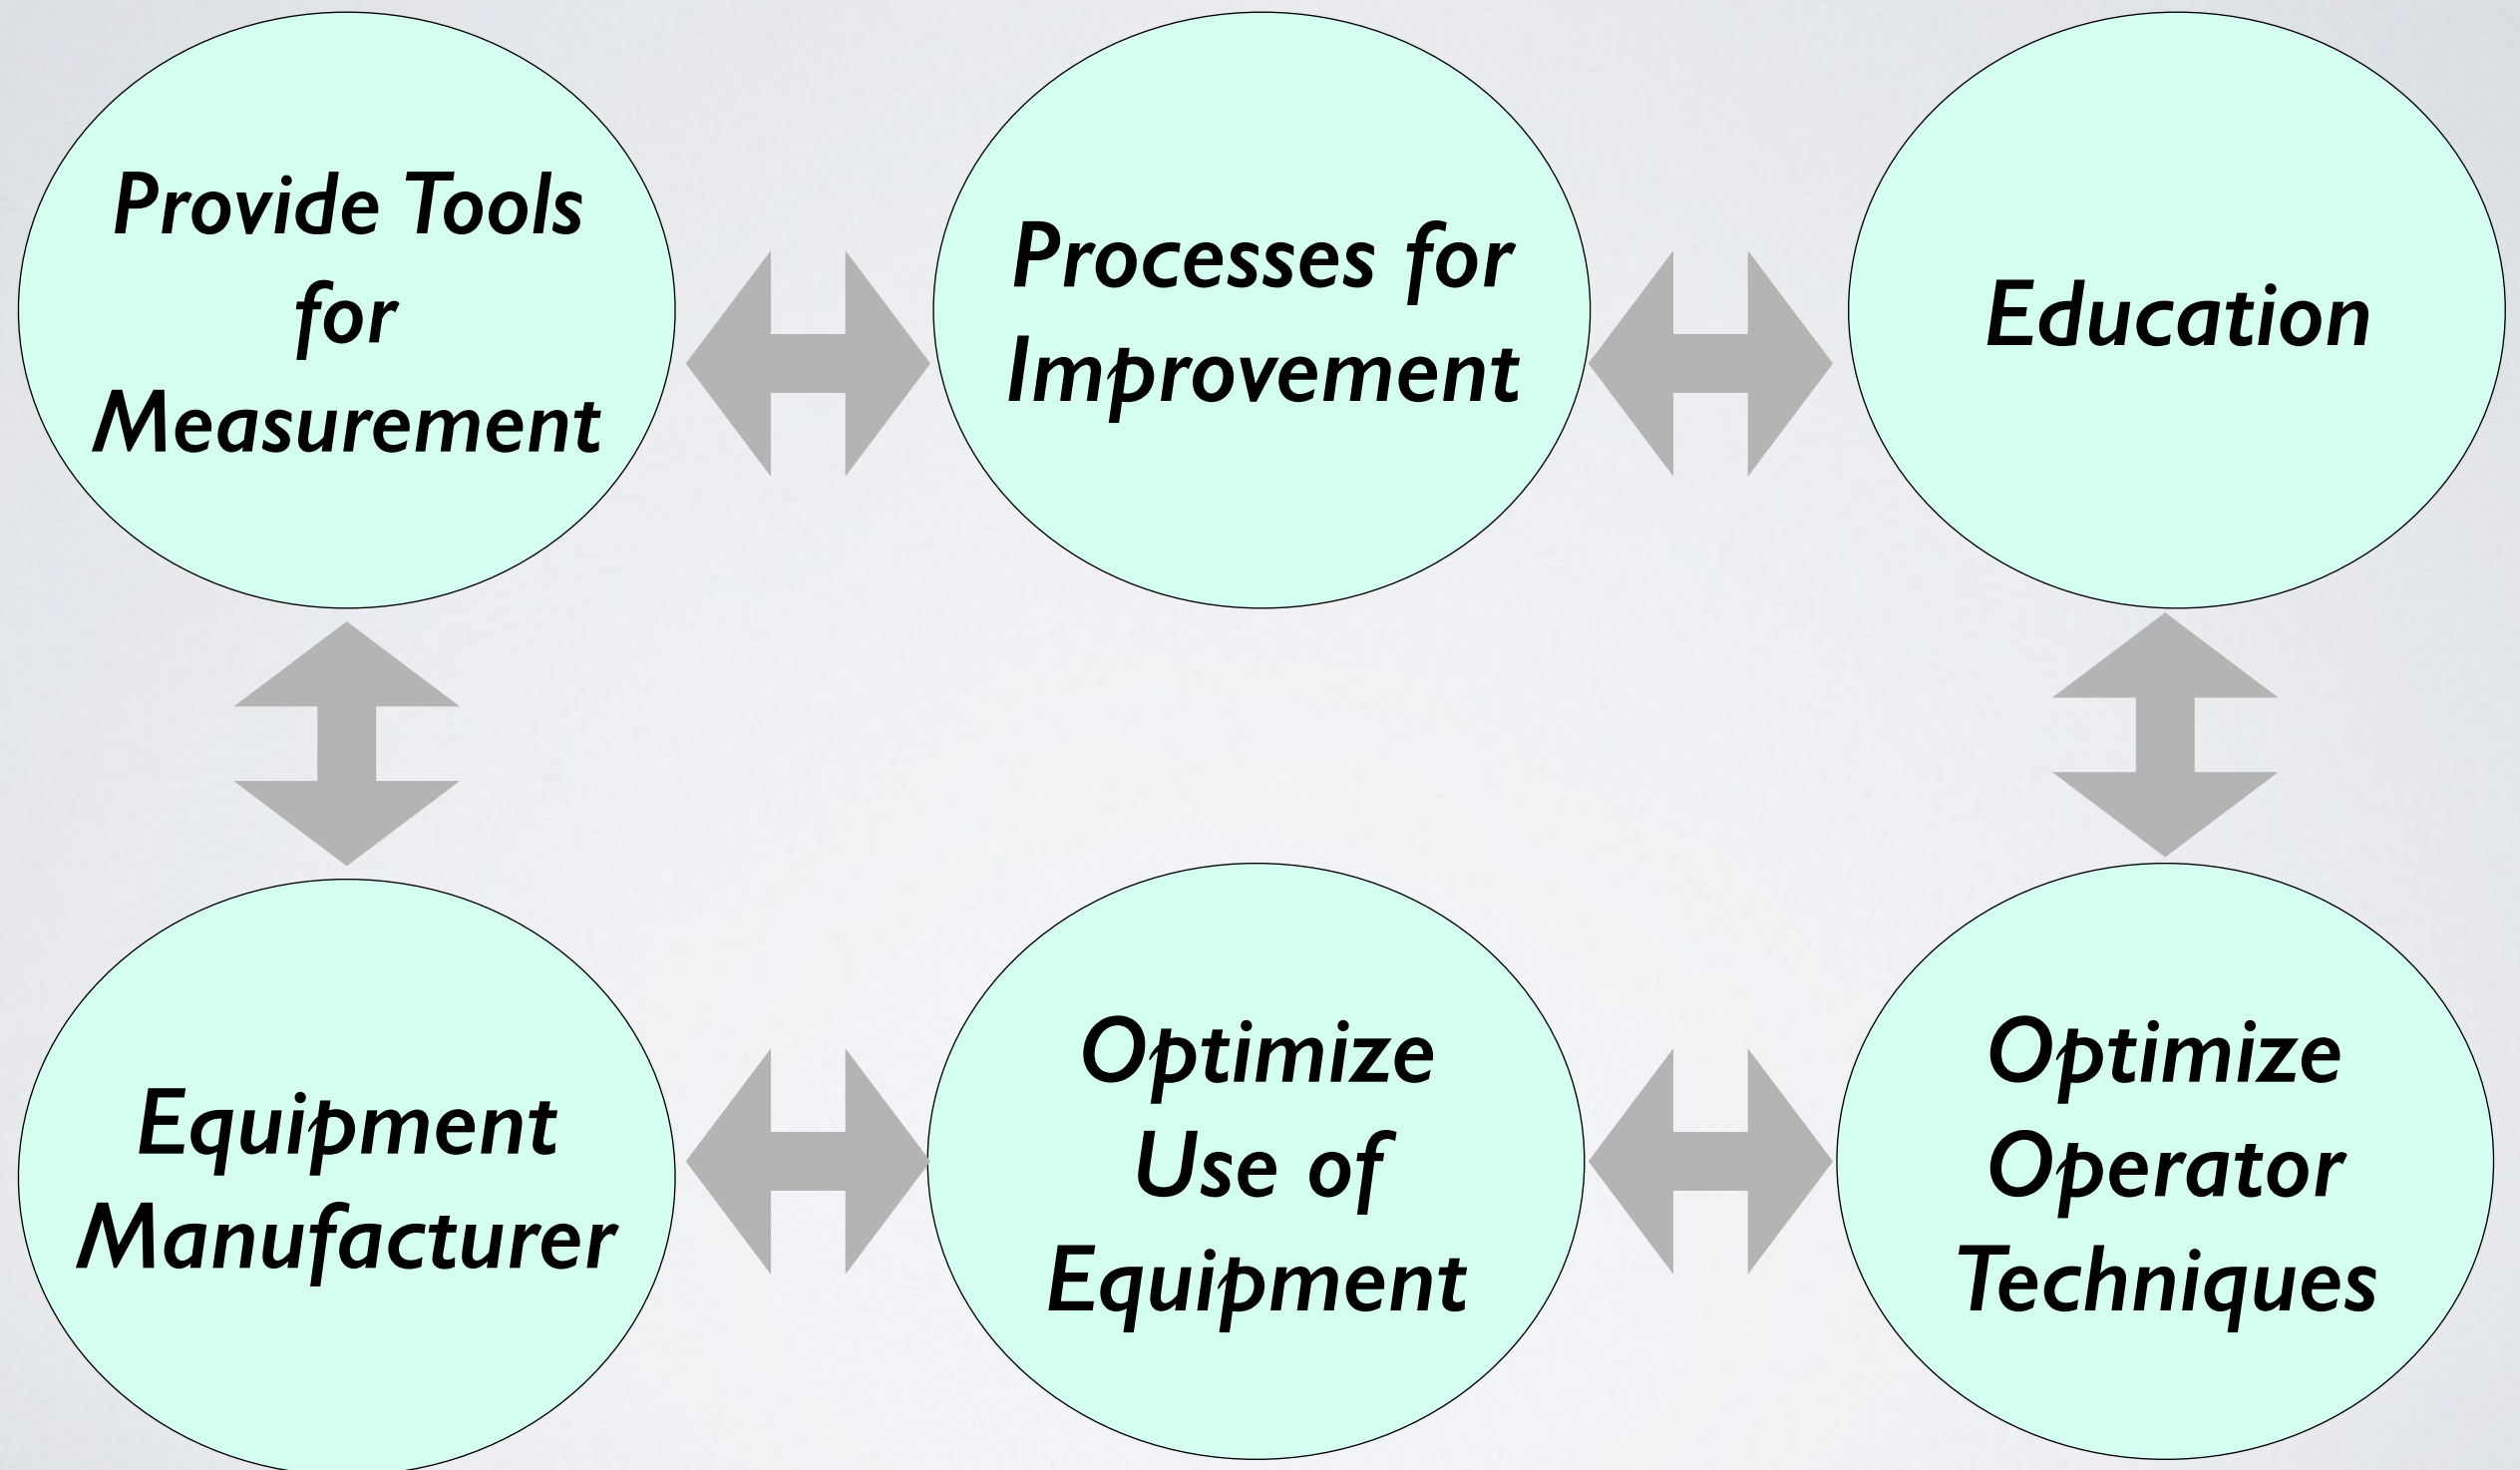 Provide Tools
for
Measurement
Processes for
Improvement
Education
Equipment
Manufacturer
Optimize
Use of
Equipment
Optimize
Operator
Techniques